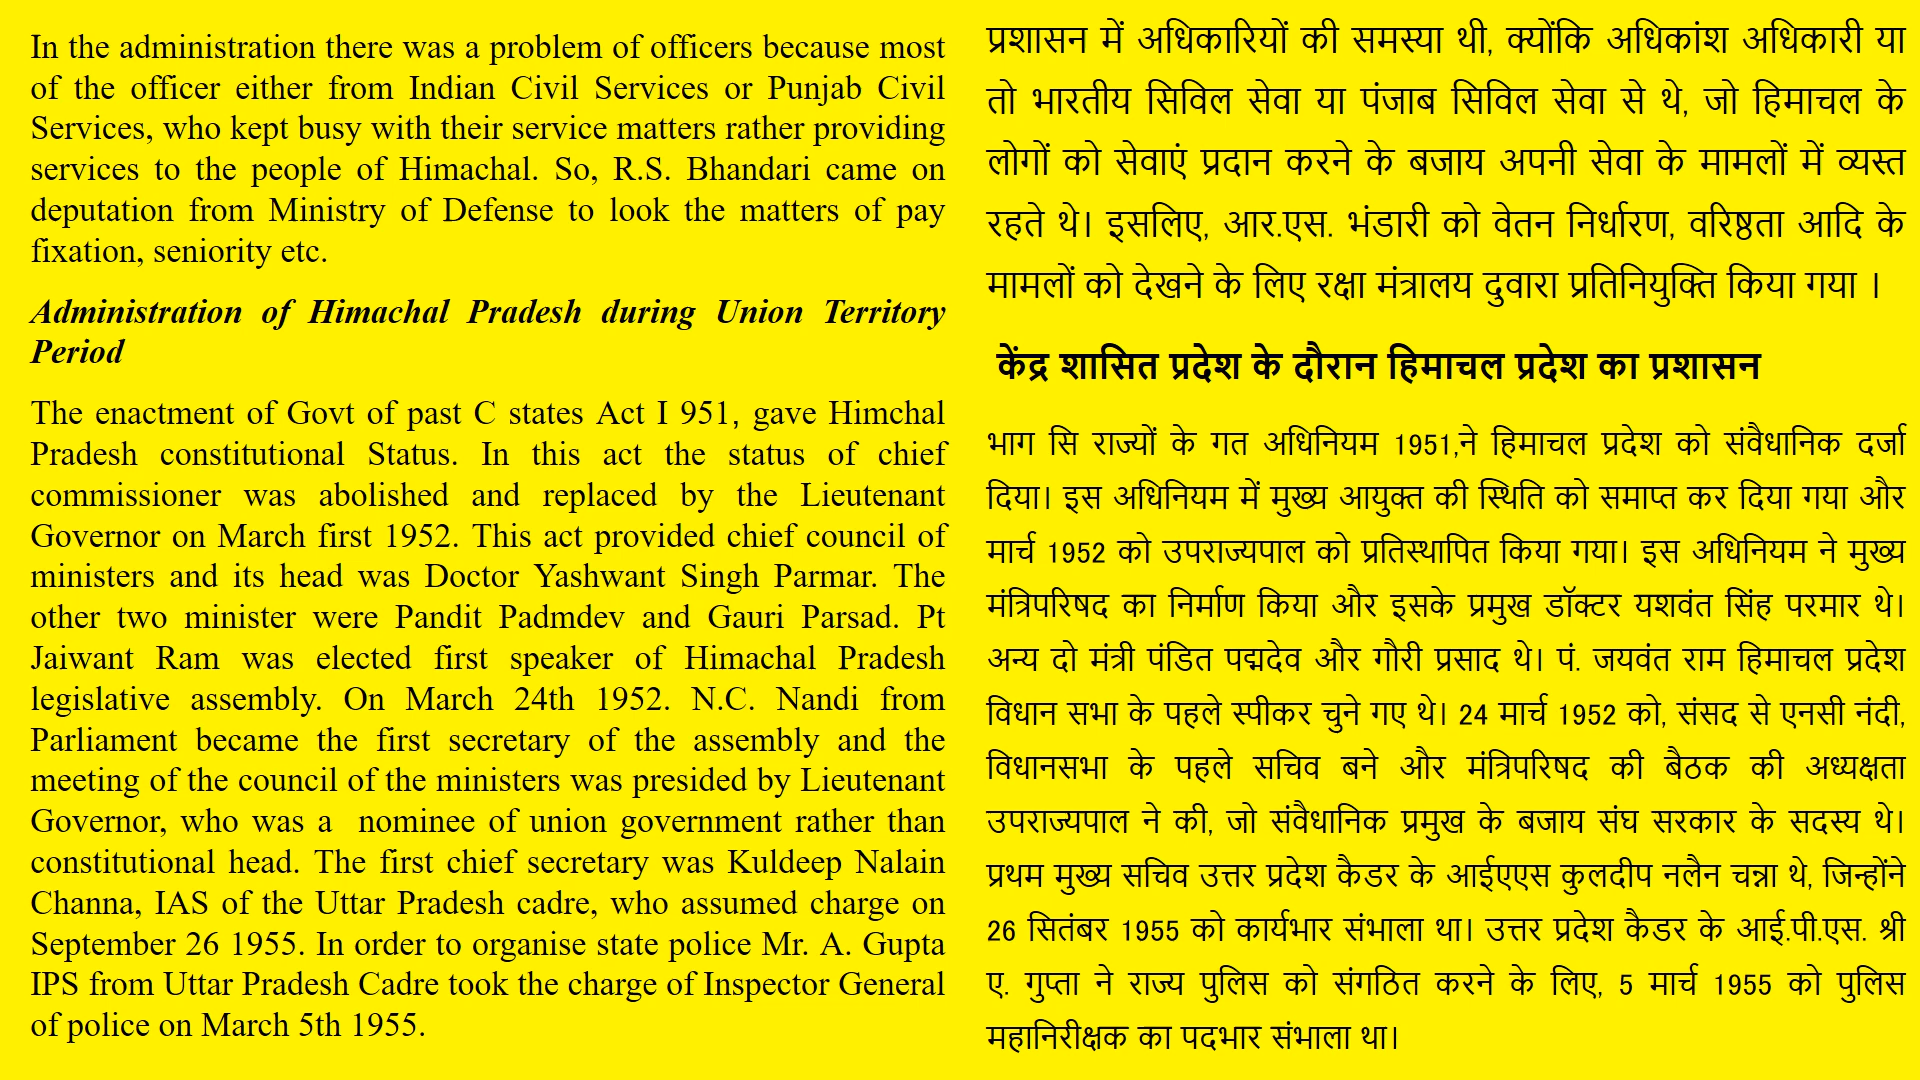 In the administration there was a problem of officers because most
of the officer either from Indian Civil Services or Punjab Civil
Services, who kept busy with their service matters rather providing
services to the people of Himachal. So, R.S. Bhandari came on
deputation from Ministry of Defense to look the matters of pay
fixation, seniority etc.
Administration of Himachal Pradesh during Union Territory
Period
The enactment of Govt of past C states Act I 951, gave Himchal
Pradesh constitutional Status. In this act the status of chief
commissioner was abolished and replaced by the Lieutenant
Governor on March first 1952. This act provided chief council of
ministers and its head was Doctor Yashwant Singh Parmar. The
other two minister were Pandit Padmdev and Gauri Parsad. Pt
Jaiwant Ram was elected first speaker of Himachal Pradesh
legislative assembly. On March 24th 1952. N.C. Nandi from
Parliament became the first secretary of the assembly and the
meeting of the council of the ministers was presided by Lieutenant
Governor, who was a nominee of union government rather than
constitutional head. The first chief secretary was Kuldeep Nalain
Channa, IAS of the Uttar Pradesh cadre, who assumed charge on
September 26 1955. In order to organise state police Mr. A. Gupta
IPS from Uttar Pradesh Cadre took the charge of Inspector General
of police on March 5th 1955.
प्रशासन में अधिकारियों की समस्या थी, क्योंकि अधिकांश अधिकारी या
तो भारतीय सिविल सेवा या पंजाब सिविल सेवा से थे, जो हिमाचल के
लोगों को सेवाएं प्रदान करने के बजाय अपनी सेवा के मामलों में व्यस्त
रहते थे। इसलिए, आर.एस. भंडारी को वेतन निर्धारण, वरिष्ठता आदि के
मामलों को देखने के लिए रक्षा मंत्रालय दुवारा प्रतिनियुक्ति किया गया ।
केंद्र शासित प्रदेश के दौरान हिमाचल प्रदेश का प्रशासन
भाग सि राज्यों के गत अधिनियम 1951,ने हिमाचल प्रदेश को संवैधानिक दर्जा
दिया। इस अधिनियम में मुख्य आयुक्त की स्थिति को समाप्त कर दिया गया और
मार्च 1952 को उपराज्यपाल को प्रतिस्थापित किया गया। इस अधिनियम ने मुख्य
मंत्रिपरिषद का निर्माण किया और इसके प्रमुख डॉक्टर यशवंत सिंह परमार थे।
अन्य दो मंत्री पंडित पद्मदेव और गौरी प्रसाद थे। पं. जयवंत राम हिमाचल प्रदेश
विधान सभा के पहले स्पीकर चुने गए थे। 24 मार्च 1952 को, संसद से एनसी नंदी,
विधानसभा के पहले सचिव बने और मंत्रिपरिषद की बैठक की अध्यक्षता
उपराज्यपाल ने की, जो संवैधानिक प्रमुख के बजाय संघ सरकार के सदस्य थे।
प्रथम मुख्य सचिव उत्तर प्रदेश कैडर के आईएएस कुलदीप नलैन चन्ना थे, जिन्होंने
26 सितंबर 1955 को कार्यभार संभाला था। उत्तर प्रदेश कैडर के आई.पी.एस. श्री
ए. गुप्ता ने राज्य पुलिस को संगठित करने के लिए, 5 मार्च 1955 को पुलिस
महानिरीक्षक का पदभार संभाला था।